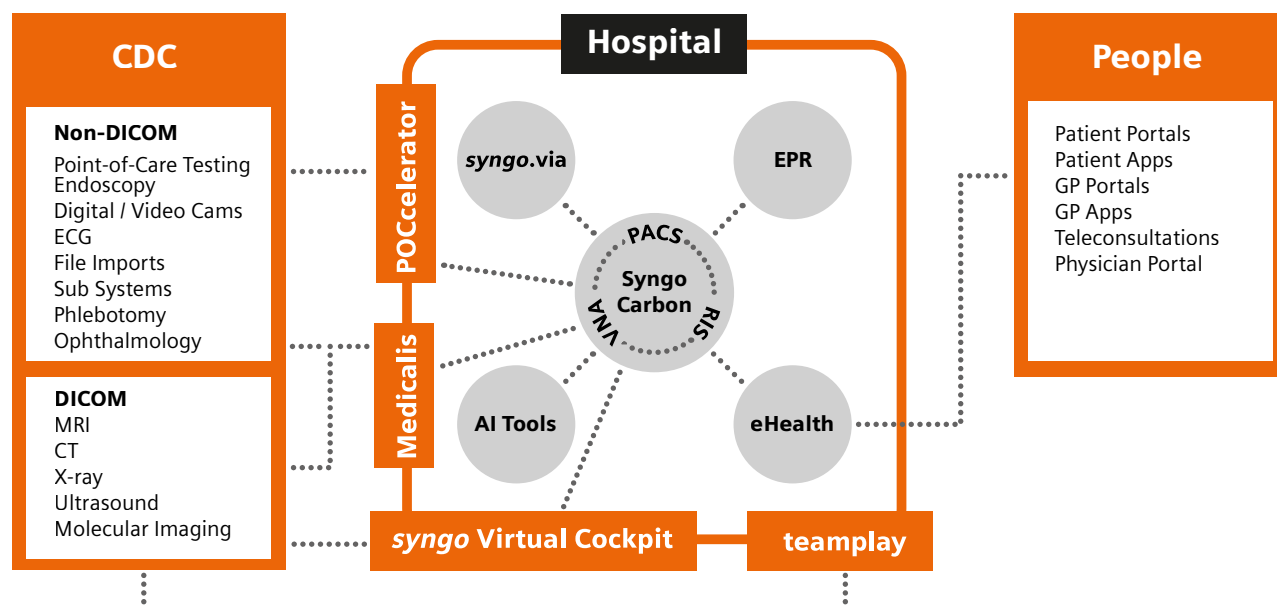 CDC
Non-DICOM
Point-of-Care Testing
Endoscopy
Digital / Video Cams
ECG
File Imports
Sub Systems
Phlebotomy
Ophthalmology
DICOM
MRI
CT
X-ray
Ultrasound
Molecular Imaging
Hospital
POCcelerator
Medicalis
syngo.via
EPR
PACS
Syngo
Carbon
VNA
RIS
AI Tools
eHealth
syngo Virtual Cockpit
teamplay
People
Patient Portals
Patient Apps
GP Portals
GP Apps
Teleconsultations
Physician Portal